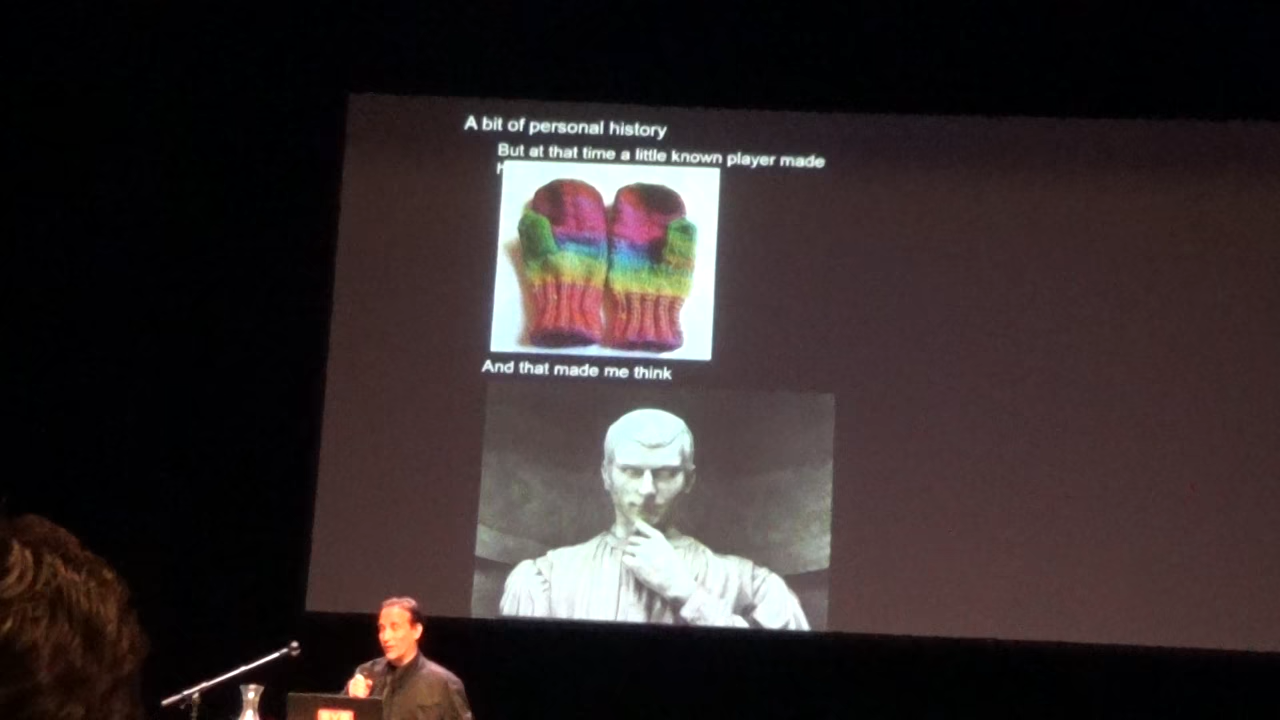 A bit of personal history
But at that time a little known player made
And that made me think